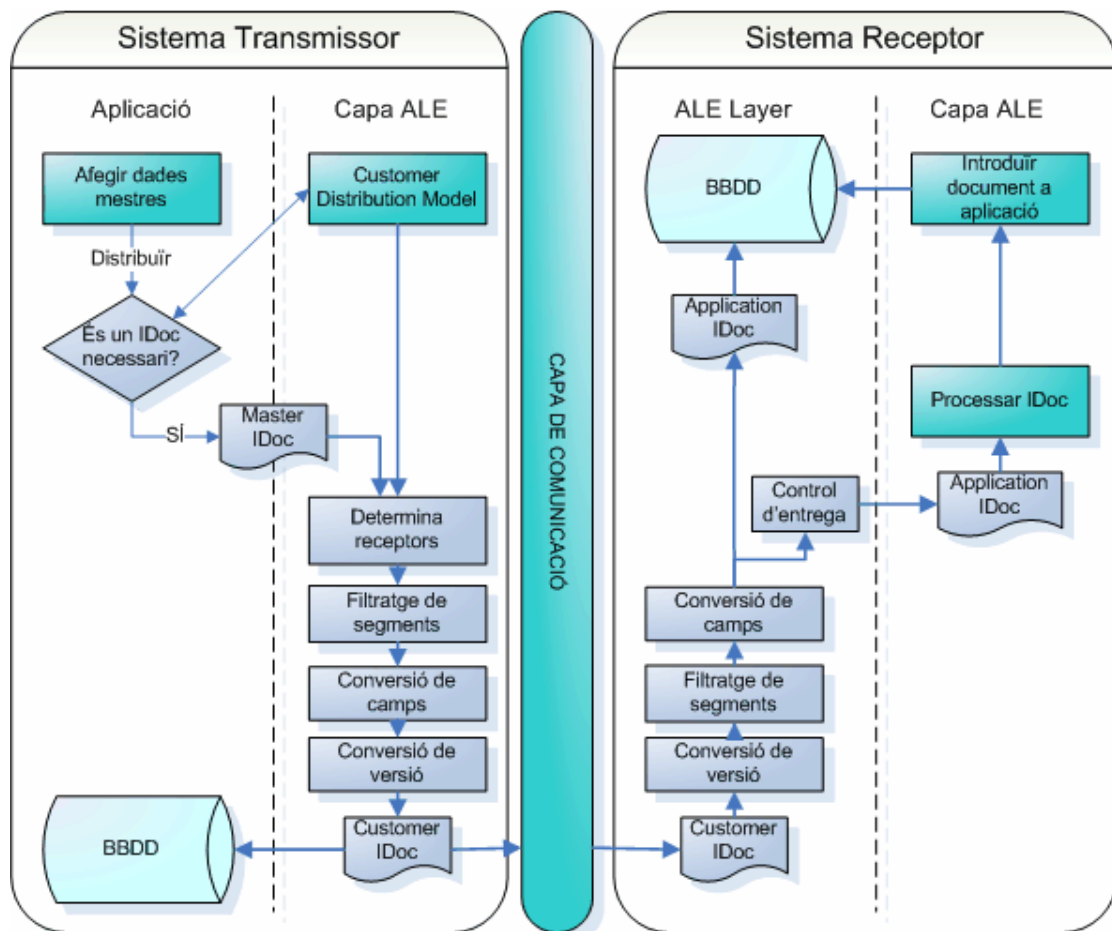 Sistema Transmissor
Aplicació
Capa ALE
Afegir dades
mestres
Customer
Distribution Model
Distribuïr
És un IDoc
necessari?
SÍ
Master
IDoc
Determina
receptors
Filtratge de
segments
Conversió de
camps
Conversió de
versió
BBDD
Customer
IDoc
CAPA DE COMUNICACIÓ
Sistema Receptor
ALE Layer
Capa ALE
BBDD
Introduïr
document a
aplicació
Application
IDoc
Processar IDoc
Control
d'entrega
Application
IDoc
Conversió de
camps
Filtratge de
segments
Conversió de
versió
Customer
IDoc